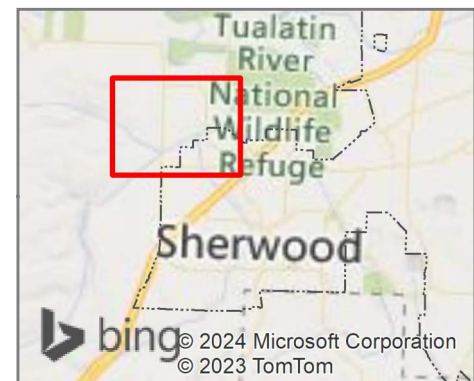 Tualatin
River
National
Wildlife
Refuge
Sherwood
bing
© 2024 Microsoft Corporation
© 2023 TomTom